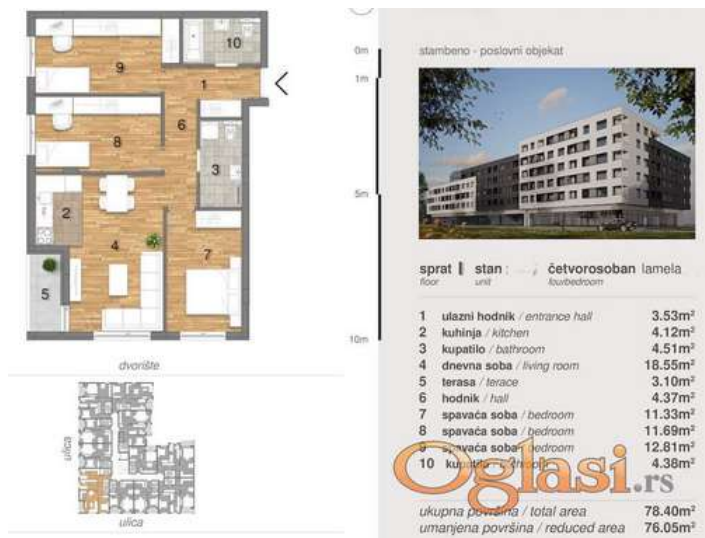 10
9
1
6
8
3
2
4
7
5
dvorište
ulica
ulica
0m
1m
5m
10m
stambeno - poslovni objekat
sprat stan : četvorosoban lamela
floor unit fourbedroom
1 ulazni hodnik / entrance hall 3.53m²
2 kuhinja / kitchen 4.12m²
3 kupatilo / bathroom 4.51m²
4 dnevna soba / living room 18.55m²
5 terasa / terace 3.10m²
6 hodnik / hall 4.37m²
7 spavaća soba / bedroom 11.33m²
8 spavaća soba / bedroom 11.69m²
9 spavaća soba / bedroom 12.81m²
10 kupatilo / bathroom 4.38m²
Oglasi.rs
ukupna površina / total area 78.40m²
umanjena površina / reduced area 76.05m²